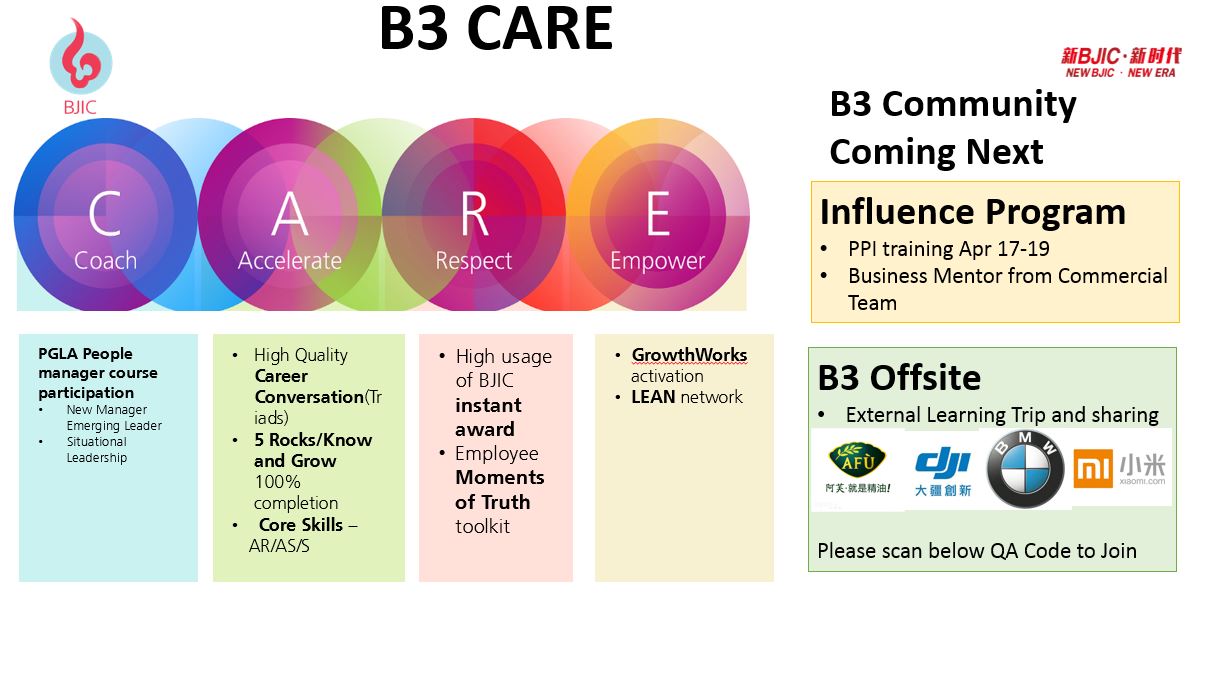 B3 CARE
BJIC
新BJIC·新时代
NEW BJIC · NEW ERA
C
Coach
A
Accelerate
R
Respect
E
Empower
PGLA People
manager course
participation
• New Manager
Emerging Leader
• Situational
Leadership
• High Quality
Career
Conversation(Tr
iads)
• 5 Rocks/Know
and Grow
100%
completion
• Core Skills –
AR/AS/S
• High usage
of BJIC
instant
award
• Employee
Moments
of Truth
toolkit
• GrowthWorks
activation
• LEAN network
B3 Community
Coming Next
Influence Program
• PPI training Apr 17-19
• Business Mentor from Commercial
Team
B3 Offsite
• External Learning Trip and sharing
AFÙ
阿芙·就是精油!
dji
大疆創新
BMW
mi 小米
xiaomi.com
Please scan below QA Code to Join